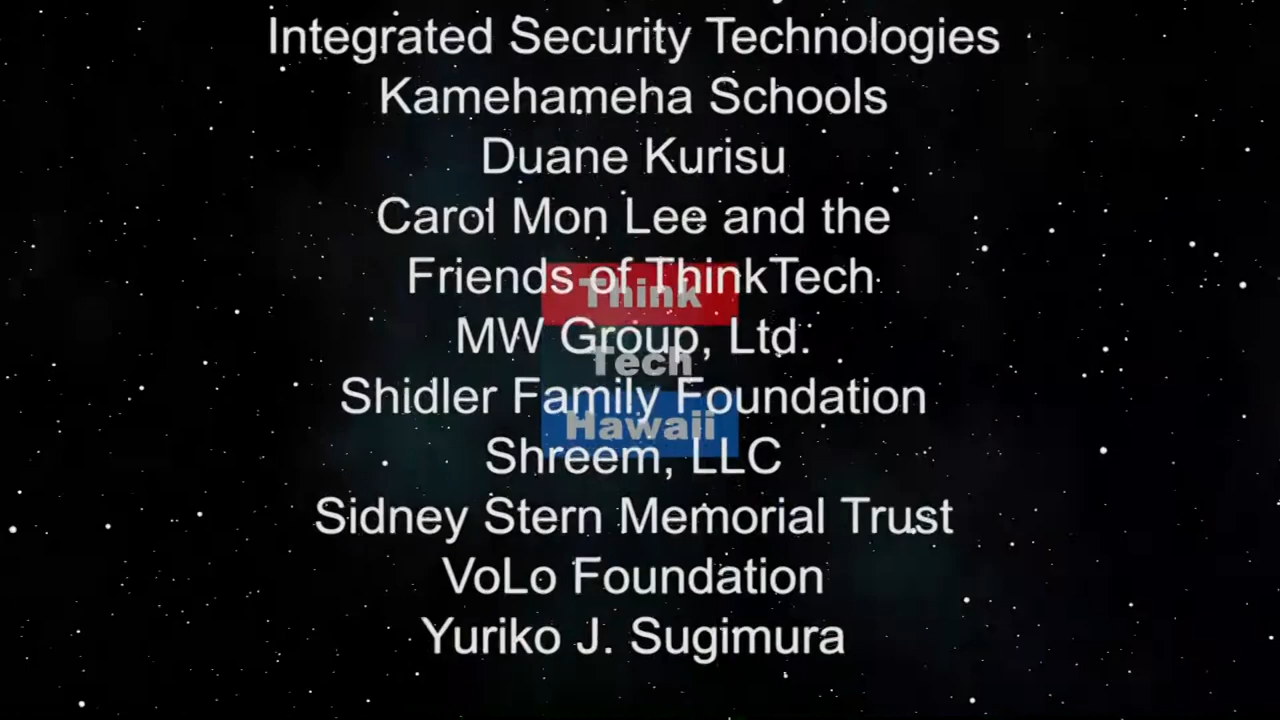 Integrated Security Technologies
Kamehameha Schools
Duane Kurisu
Carol Mon Lee and the
Friends of ThinkTech
Think
MW Group, Ltd.
Tech
Shidler Family Foundation
Hawaii
Shreem, LLC
Sidney Stern Memorial Trust
VoLo Foundation
Yuriko J. Sugimura